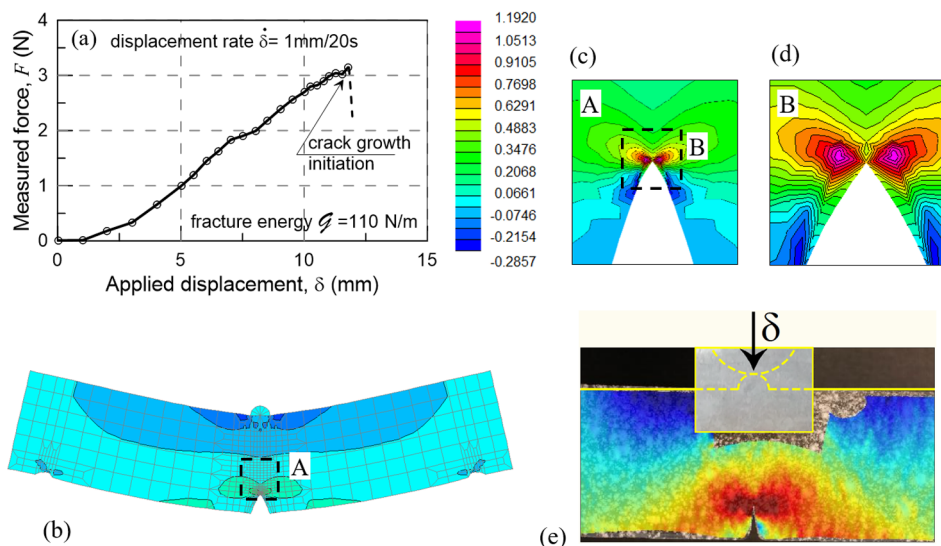 (a)
displacement rate δ̇= 1mm/20s
4
3
2
1
0
Measured force, F (N)
crack growth
initiation
fracture energy 𝒢 =110 N/m
0
5
10
15
Applied displacement, δ (mm)
1.1920
1.0513
0.9105
0.7698
0.6291
0.4883
0.3476
0.2068
0.0661
-0.0746
-0.2154
-0.2857
(c)
A
B
(d)
B
A
(b)
δ
(e)